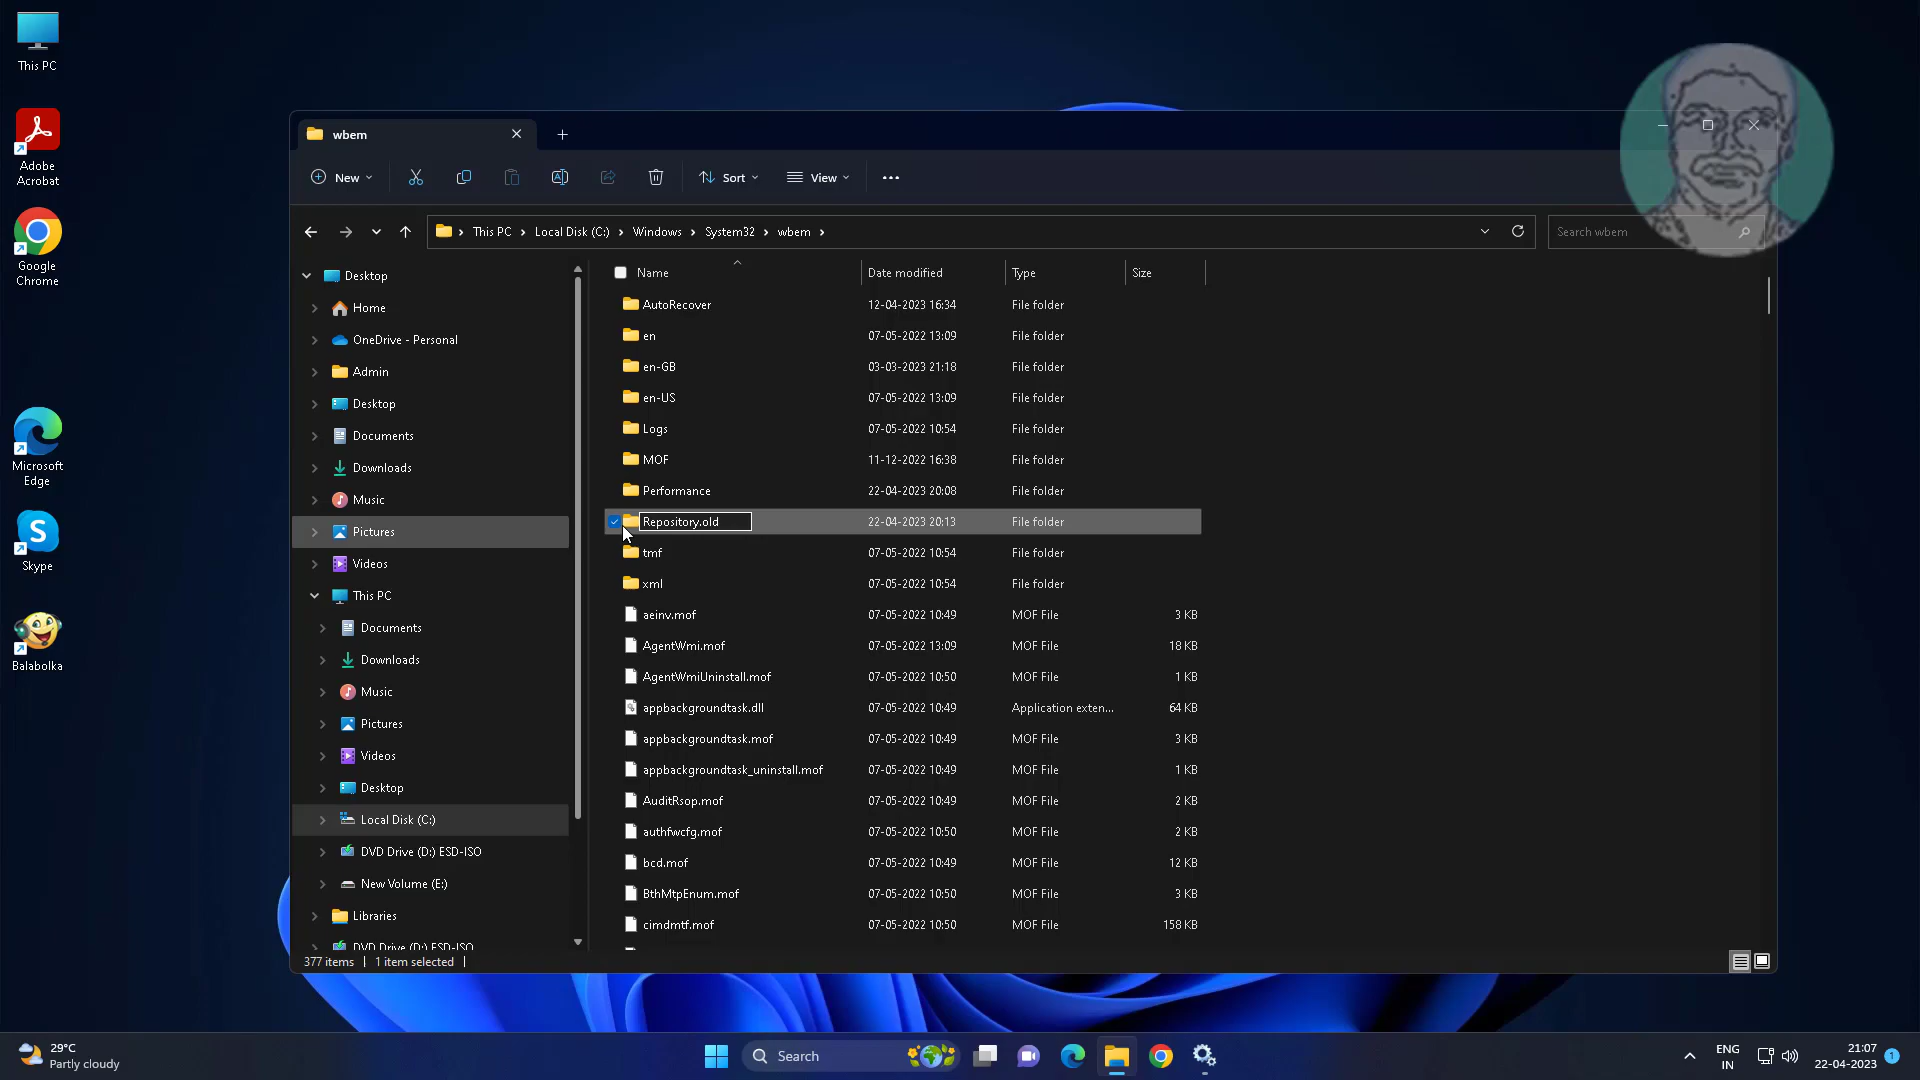 This PC
Adobe
Acrobat
Google
Chrome
Microsoft
Edge
Skype
Balabolka
wbem
New
Sort
View
This PC
Local Disk (C:)
Windows
System32
wbem
Search wbem
Desktop
Home
OneDrive - Personal
Admin
Desktop
Documents
Downloads
Music
Pictures
Videos
This PC
Documents
Downloads
Music
Pictures
Videos
Desktop
Local Disk (C:)
DVD Drive (D:) ESD-ISO
New Volume (E:)
Libraries
DVD Drive (D:) ESD-ISO
Name Date modified Type Size
AutoRecover 12-04-2023 16:34 File folder
en 07-05-2022 13:09 File folder
en-GB 03-03-2023 21:18 File folder
en-US 07-05-2022 13:09 File folder
Logs 07-05-2022 10:54 File folder
MOF 11-12-2022 16:38 File folder
Performance 22-04-2023 20:08 File folder
Repository.old 22-04-2023 20:13 File folder
tmf 07-05-2022 10:54 File folder
xml 07-05-2022 10:54 File folder
aeinv.mof 07-05-2022 10:49 MOF File 3 KB
AgentWmi.mof 07-05-2022 13:09 MOF File 18 KB
AgentWmiUninstall.mof 07-05-2022 10:50 MOF File 1 KB
appbackgroundtask.dll 07-05-2022 10:49 Application exten... 64 KB
appbackgroundtask.mof 07-05-2022 10:49 MOF File 3 KB
appbackgroundtask_uninstall.mof 07-05-2022 10:49 MOF File 1 KB
AuditRsop.mof 07-05-2022 10:49 MOF File 2 KB
authfwcfg.mof 07-05-2022 10:50 MOF File 2 KB
bcd.mof 07-05-2022 10:49 MOF File 12 KB
BthMtpEnum.mof 07-05-2022 10:50 MOF File 3 KB
cimdmtf.mof 07-05-2022 10:50 MOF File 158 KB
377 items 1 item selected
29°C
Partly cloudy
Search
ENG
IN
21:07
22-04-2023
1